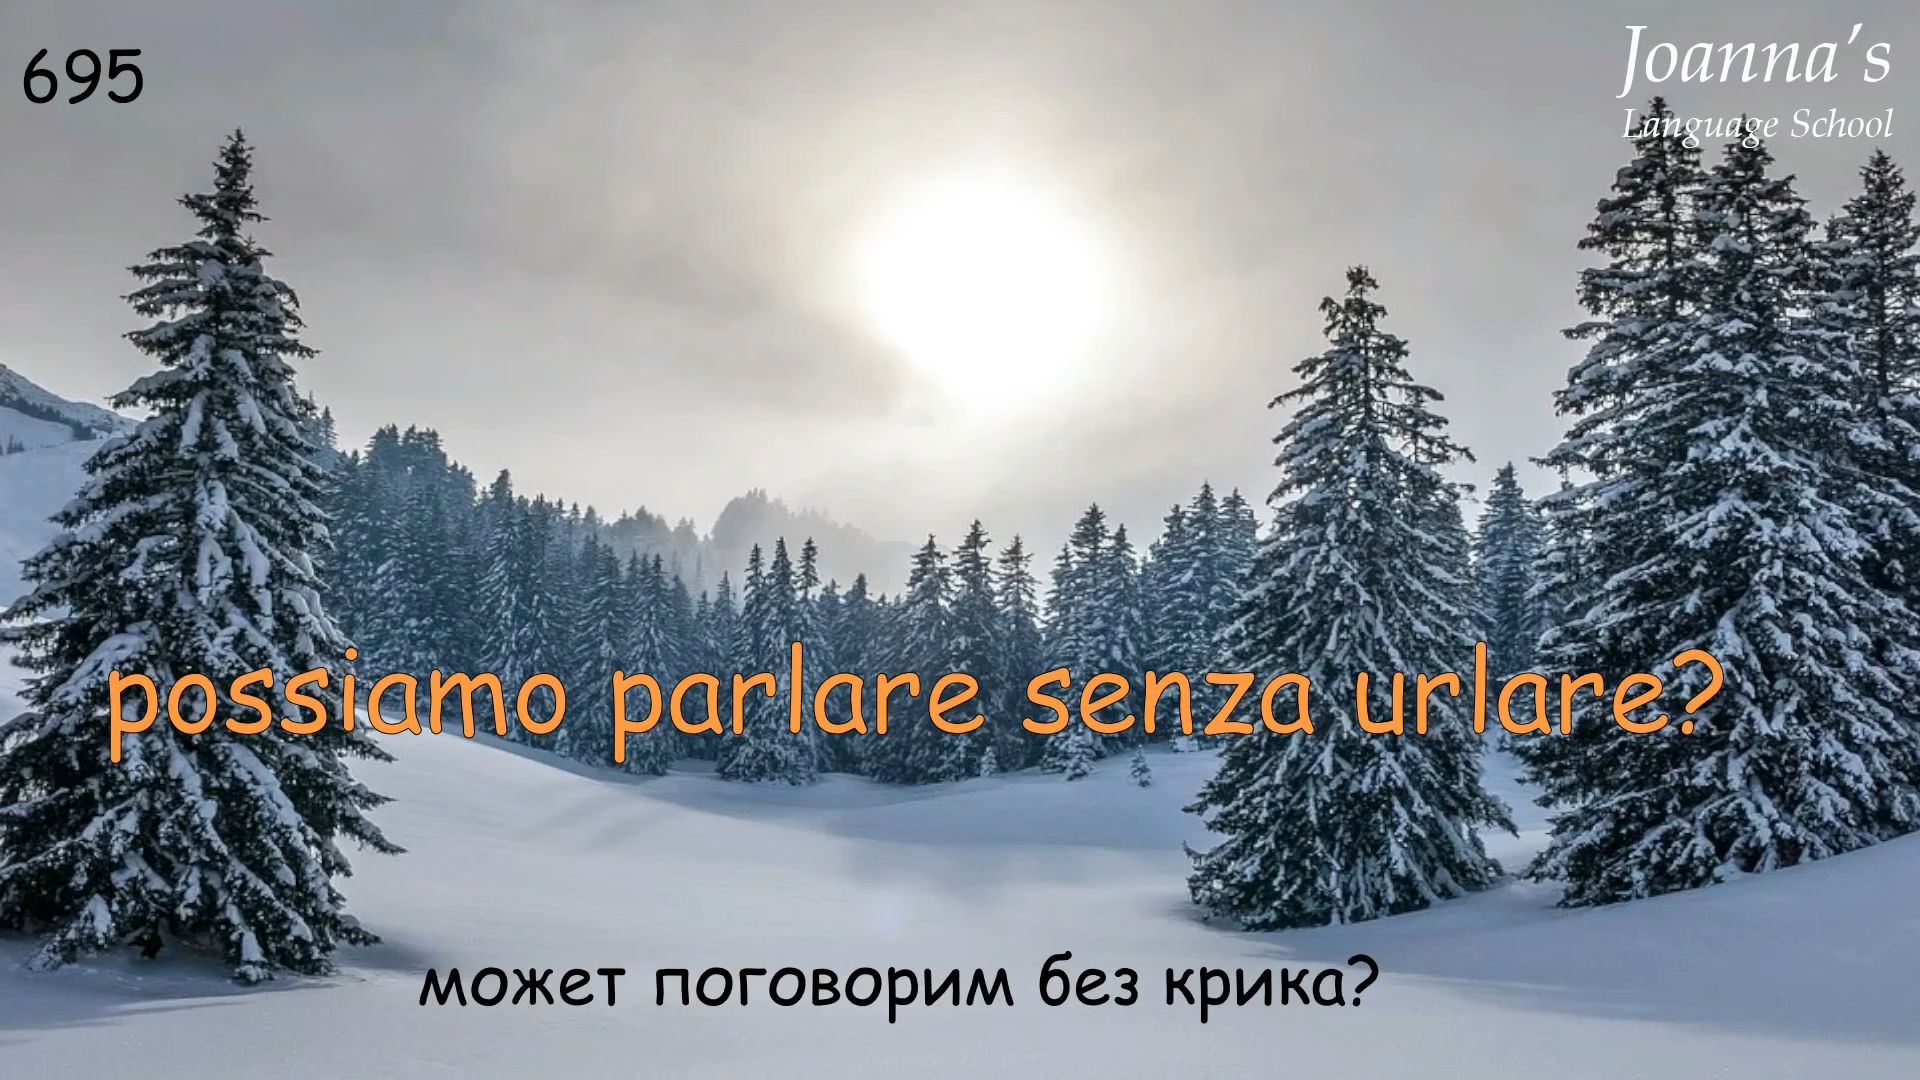 695
Joanna's
Language School
possiamo parlare senza urlare?
может поговорим без крика?